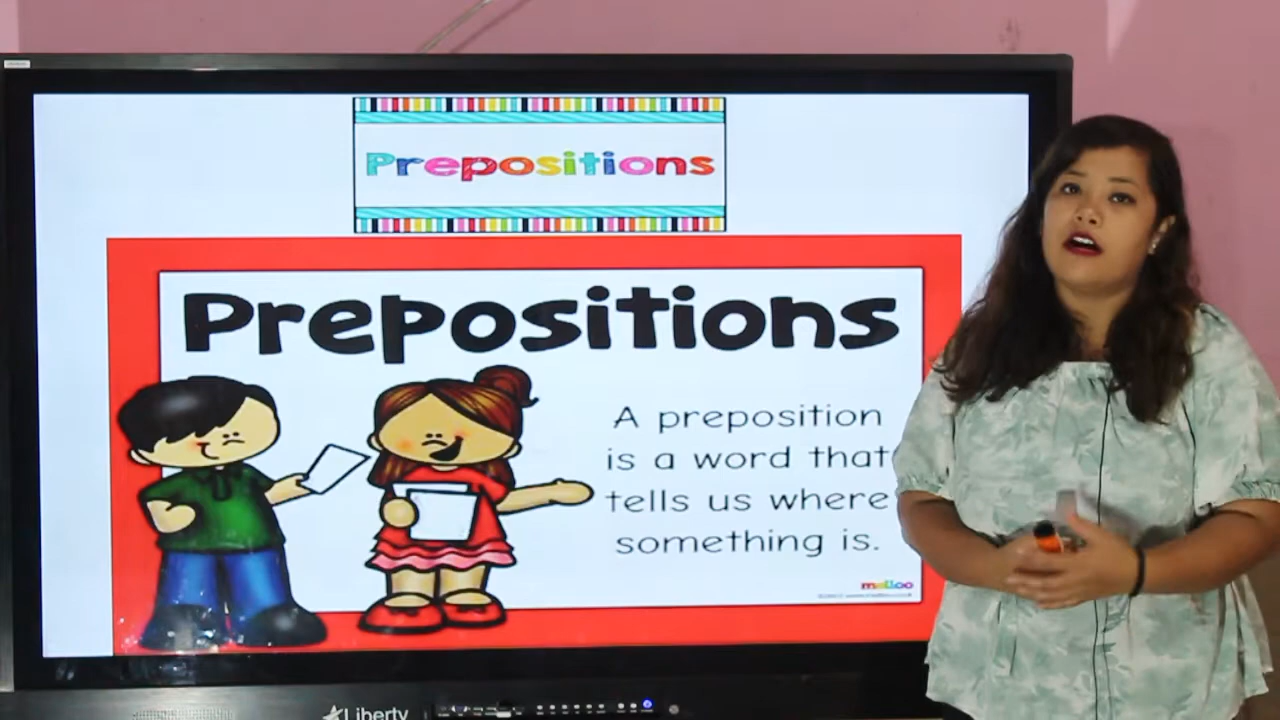 Prepositions
Prepositions
A preposition
is a word that
tells us where
something is.
Liberty